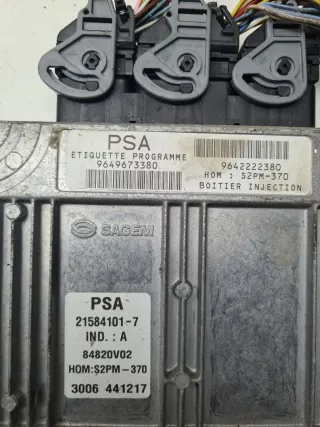 PSA
ETIQUETTE PROGRAMME
9649673380
9642222380
HOM : S2PM-370
BOITIER INJECTION
SAGEM
PSA
21584101-7
IND. : A
84820V02
HOM:S2PM-370
3006 441217